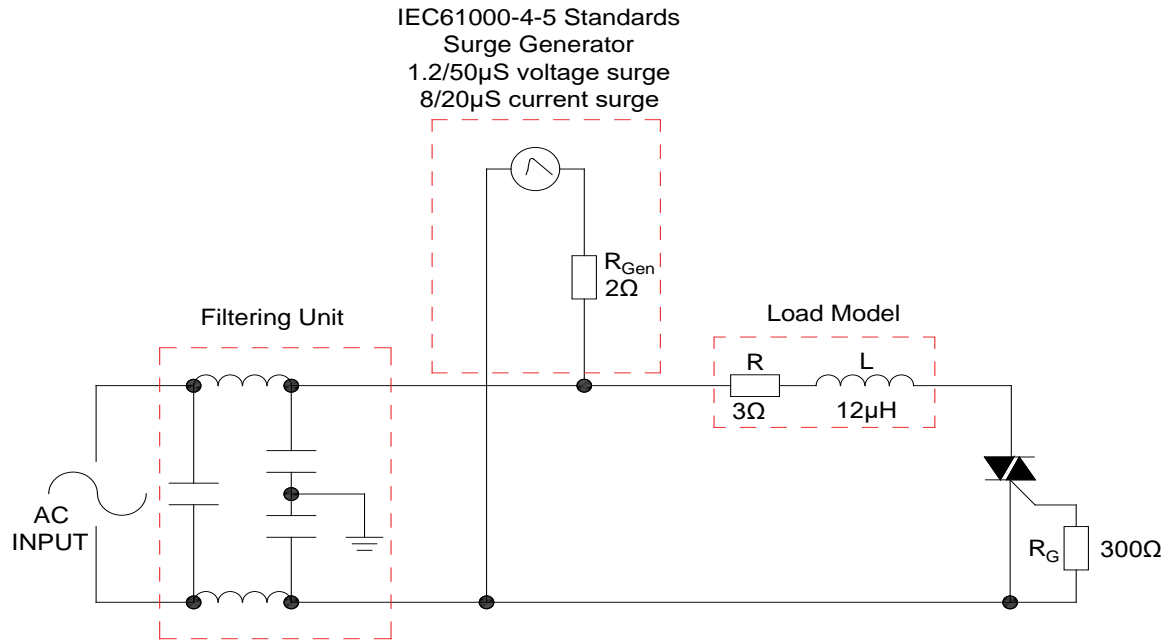 IEC61000-4-5 Standards
Surge Generator
1.2/50µS voltage surge
8/20µS current surge
RGen
2Ω
Filtering Unit
Load Model
R
L
3Ω
12µH
AC
INPUT
RG
300Ω